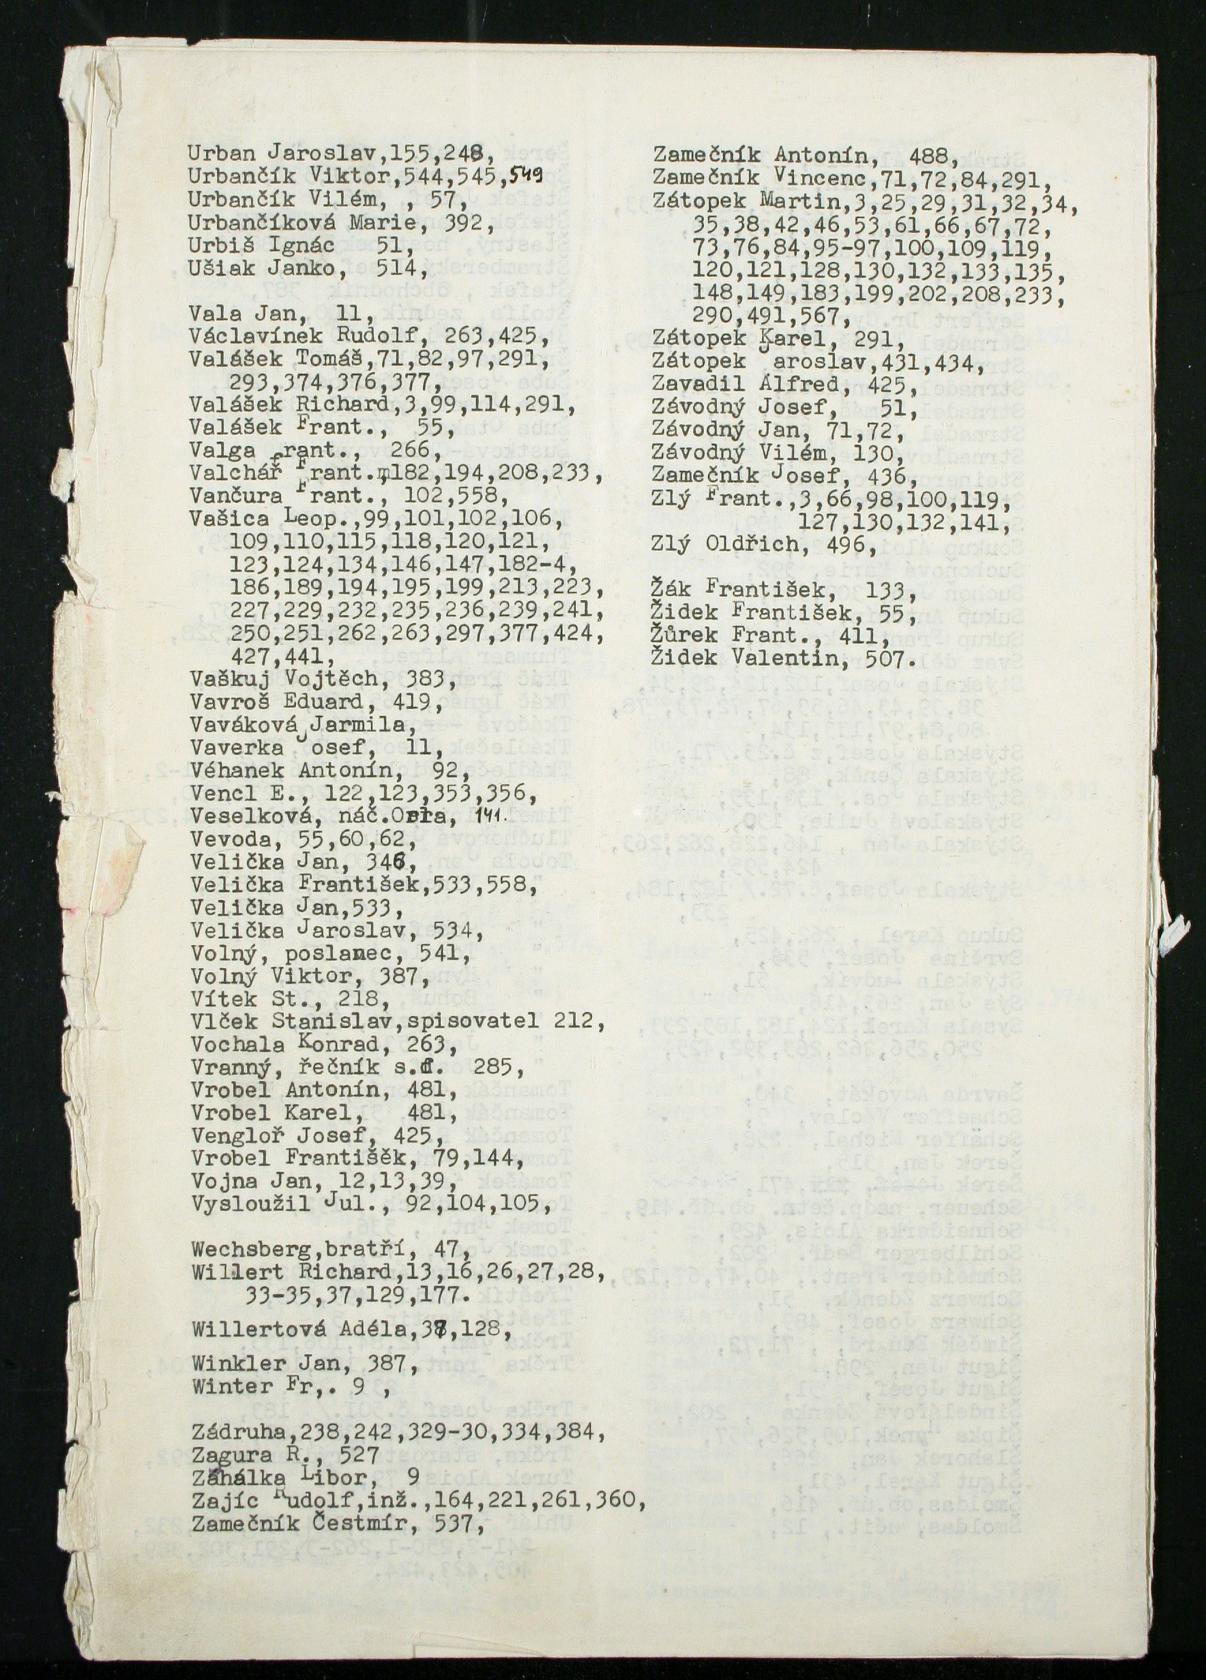 Urban Jaroslav,155,248,
Urbančík Viktor,544,545,549
Urbančík Vilém, , 57,
Urbančíková Marie, 392,
Urbiš Ignác 51,
Ušiak Janko, 514,
Vala Jan, 11,
Václavínek Rudolf, 263,425,
Valášek Tomáš,71,82,97,291,
293,374,376,377,
Valášek Richard,3,99,114,291,
Valášek Frant., 55,
Valga Frant., 266,
Valchář Frant.,182,194,208,233,
Vančura Frant., 102,558,
Vašica Leop.,99,101,102,106,
109,110,115,118,120,121,
123,124,134,146,147,182-4,
186,189,194,195,199,213,223,
227,229,232,235,236,239,241,
250,251,262,263,297,377,424,
427,441,
Vaškuj Vojtěch, 383,
Vavroš Eduard, 419,
Vaváková Jarmila,
Vaverka Josef, 11,
Véhanek Antonín, 92,
Vencl E., 122,123,353,356,
Veselková, náč.Orla, 141.
Vevoda, 55,60,62,
Velička Jan, 346,
Velička František,533,558,
Velička Jan,533,
Velička Jaroslav, 534,
Volný, poslanec, 541,
Volný Viktor, 387,
Vítek St., 218,
Vlček Stanislav,spisovatel 212,
Vochala Konrad, 263,
Vranný, řečník s.d. 285,
Vrobel Antonín, 481,
Vrobel Karel, 481,
Vengloř Josef, 425,
Vrobel Františěk, 79,144,
Vojna Jan, 12,13,39,
Vysloužil Jul., 92,104,105,
Wechsberg,bratří, 47,
Willert Richard,13,16,26,27,28,
33-35,37,129,177.
Willertová Adéla,37,128,
Winkler Jan, 387,
Winter Fr,. 9 ,
Zádruha,238,242,329-30,334,384,
Zagura R., 527
Záhálka Libor, 9
Zajíc Rudolf,inž.,164,221,261,360,
Zamečník Čestmír, 537,
Zamečník Antonín, 488,
Zamečník Vincenc,71,72,84,291,
Zátopek Martin,3,25,29,31,32,34,
35,38,42,46,53,61,66,67,72,
73,76,84,95-97,100,109,119,
120,121,128,130,132,133,135,
148,149,183,199,202,208,233,
290,491,567,
Zátopek Karel, 291,
Zátopek Jaroslav,431,434,
Zavadil Alfred, 425,
Závodný Josef, 51,
Závodný Jan, 71,72,
Závodný Vilém, 130,
Zamečník Josef, 436,
Zlý Frant.,3,66,98,100,119,
127,130,132,141,
Zlý Oldřich, 496,
Žák František, 133,
Židek František, 55,
Žůrek Frant., 411,
Židek Valentin, 507.